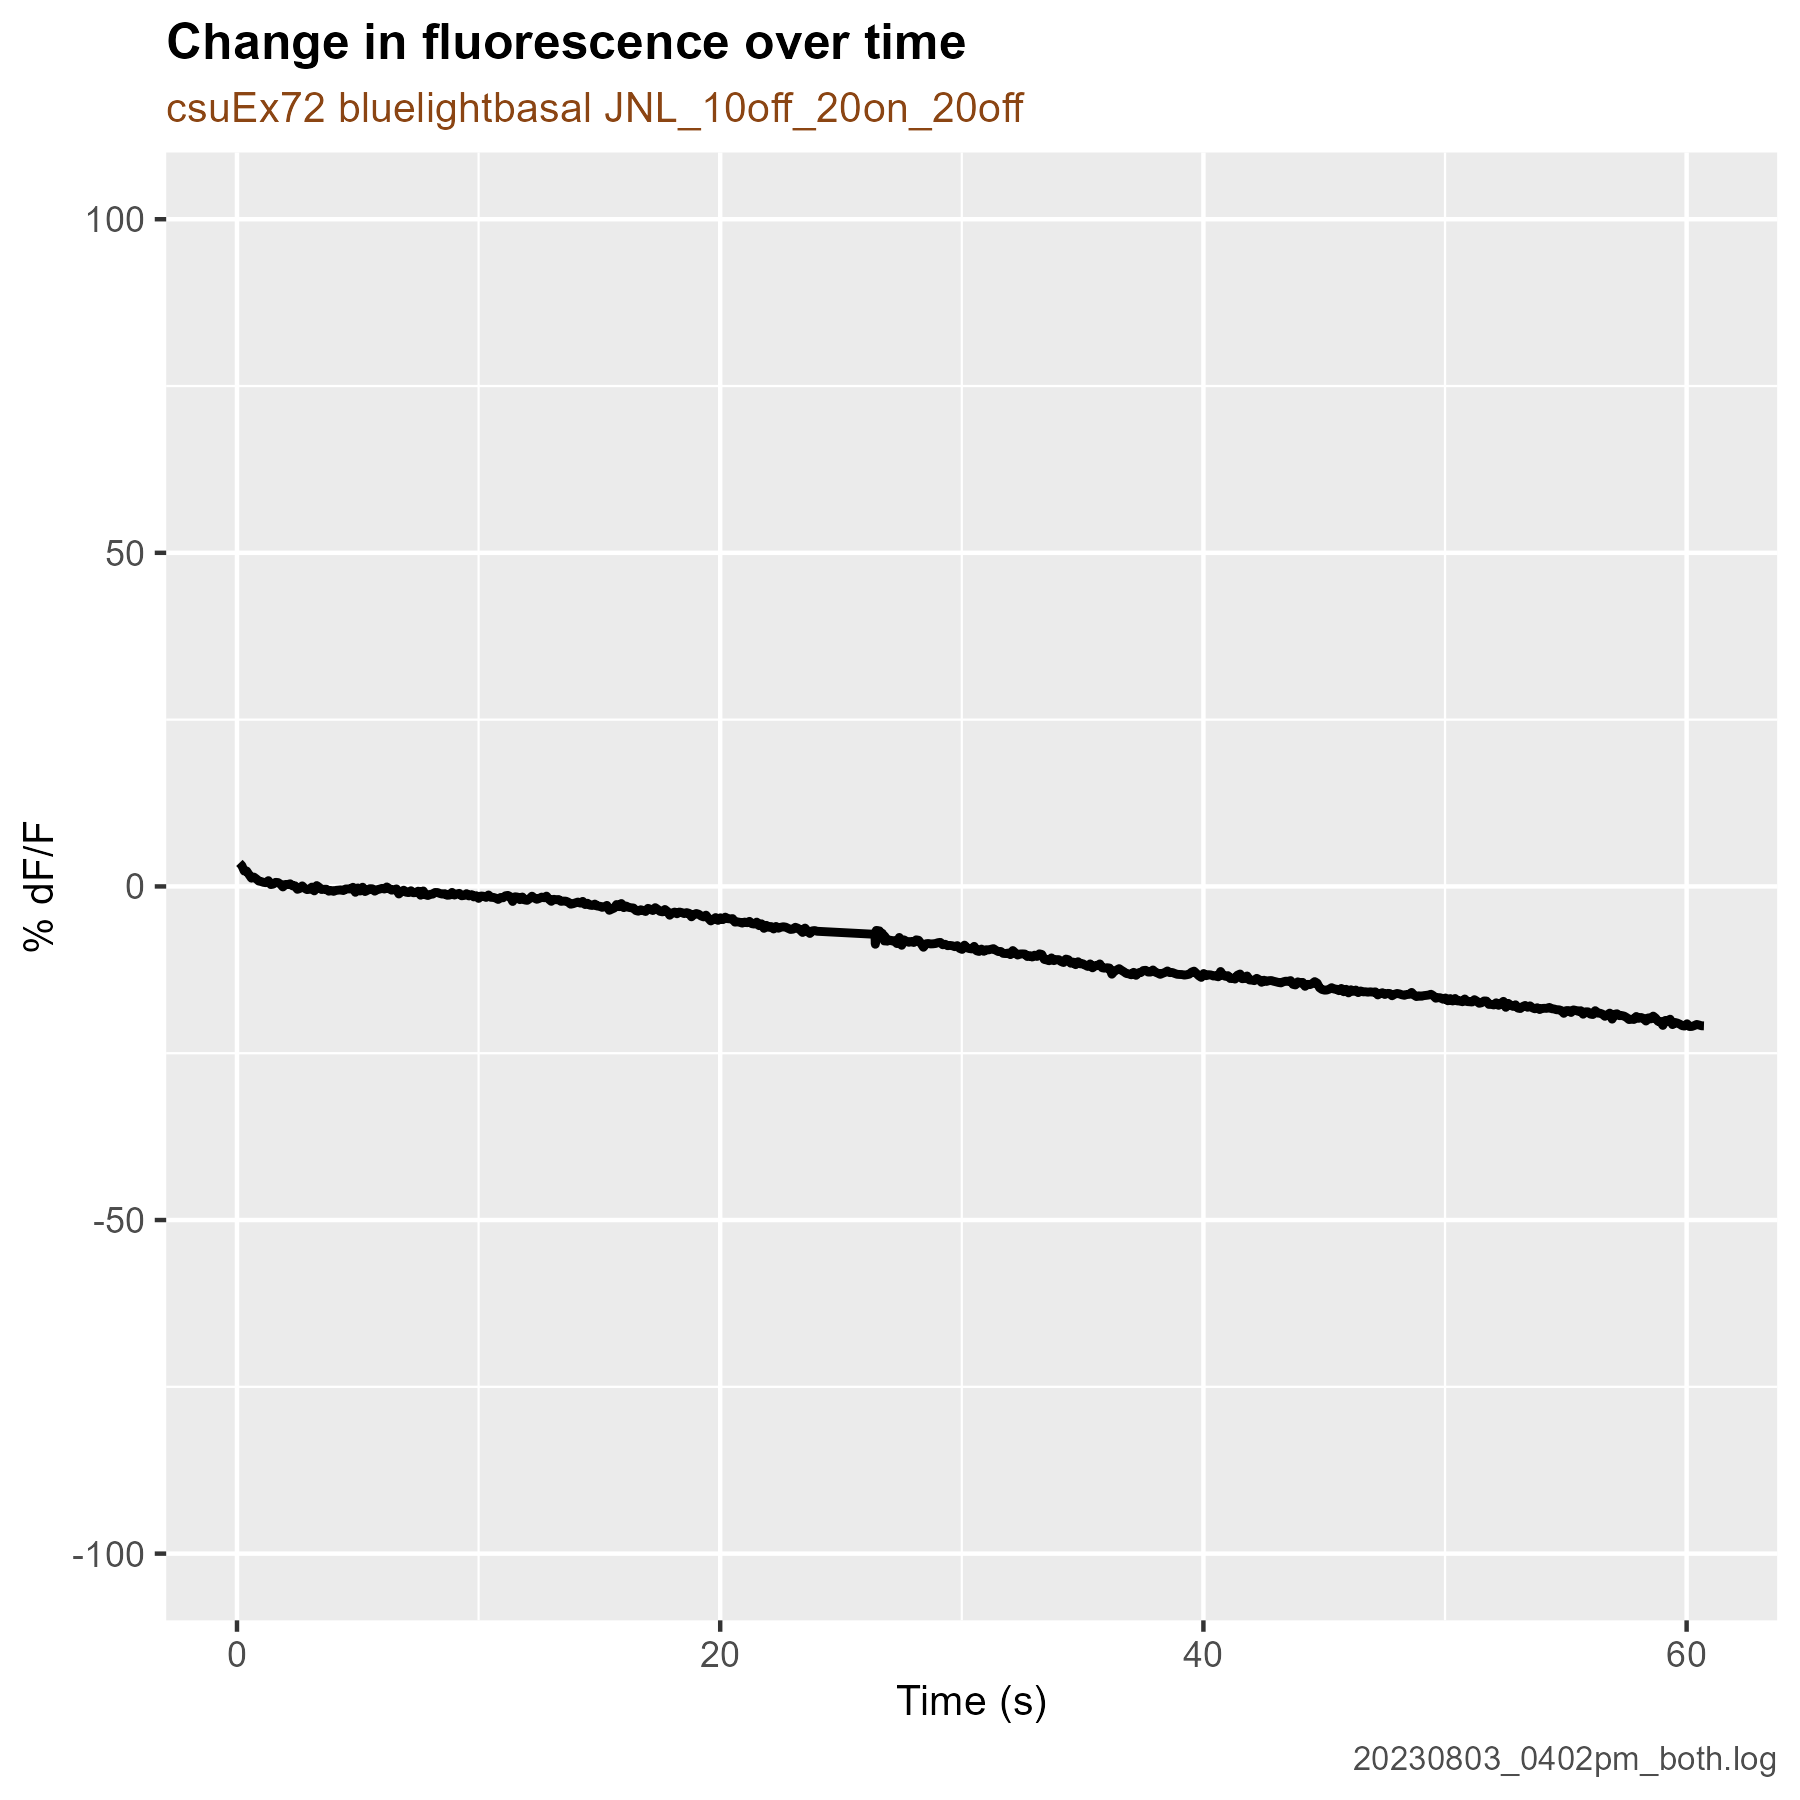 Change in fluorescence over time
csuEx72 bluelightbasal JNL_10off_20on_20off
% dF/F
100
50
0
-50
-100
0 20 40 60
Time (s)
20230803_0402pm_both.log